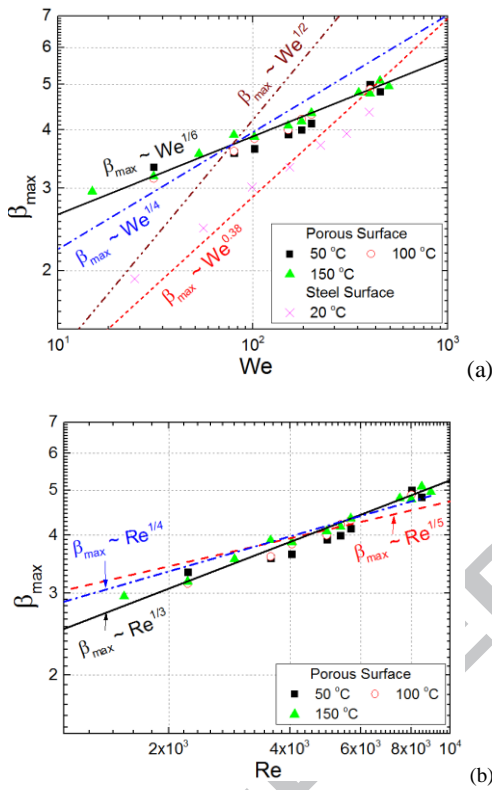 7
6
5
4
3
2
β_max
β_max ~ We^1/2
β_max ~ We^1/6
β_max ~ We^1/4
β_max ~ We^0.38
Porous Surface
50 °C 100 °C
150 °C
Steel Surface
20 °C
10^1 10^2 10^3
We
(a)
7
6
5
4
3
2
β_max
β_max ~ Re^1/4
β_max ~ Re^1/5
β_max ~ Re^1/3
Porous Surface
50 °C 100 °C
150 °C
2x10^3 4x10^3 6x10^3 8x10^3 10^4
Re
(b)